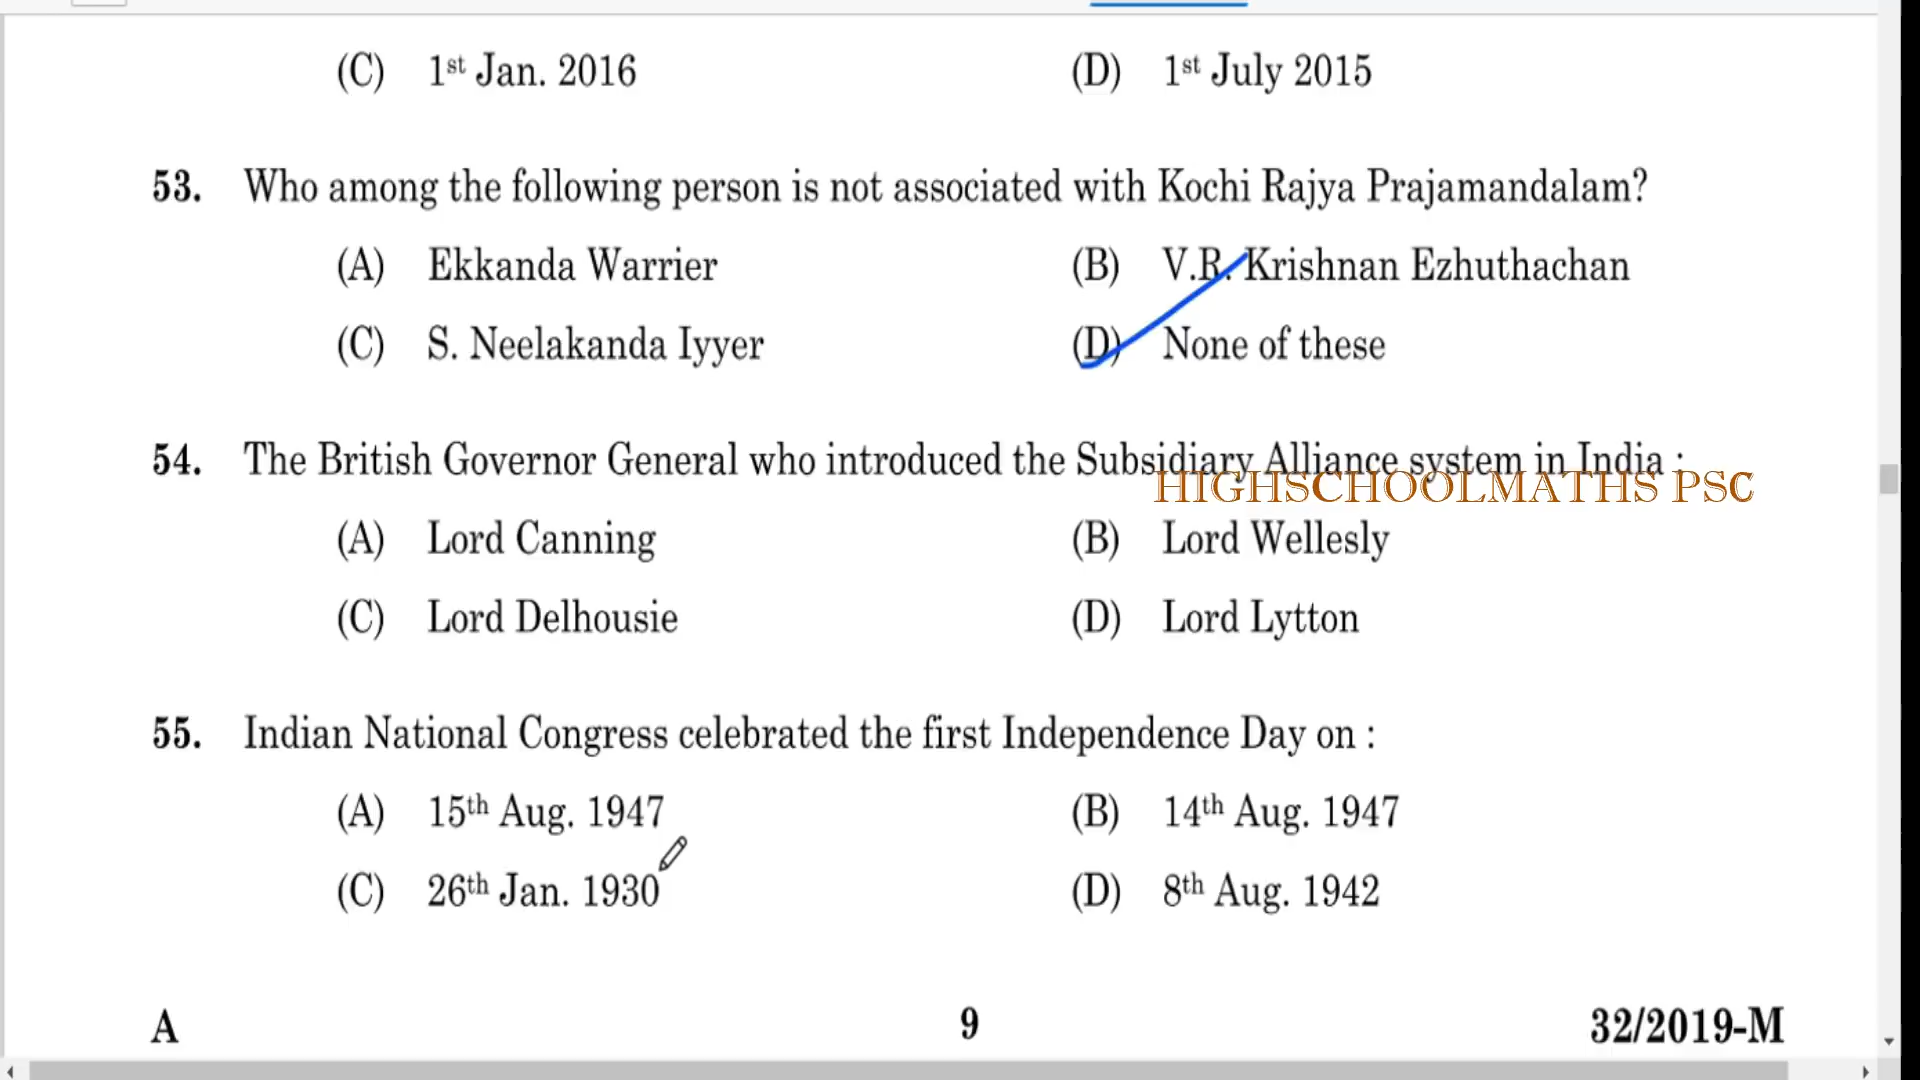 (C) 1st Jan. 2016 (D) 1st July 2015
53. Who among the following person is not associated with Kochi Rajya Prajamandalam?
(A) Ekkanda Warrier (B) V.R. Krishnan Ezhuthachan
(C) S. Neelakanda Iyyer (D) None of these
54. The British Governor General who introduced the Subsidiary Alliance system in India :
HIGHSCHOOLMATHS PSC
(A) Lord Canning (B) Lord Wellesly
(C) Lord Delhousie (D) Lord Lytton
55. Indian National Congress celebrated the first Independence Day on :
(A) 15th Aug. 1947 (B) 14th Aug. 1947
(C) 26th Jan. 1930 (D) 8th Aug. 1942
A 9 32/2019-M